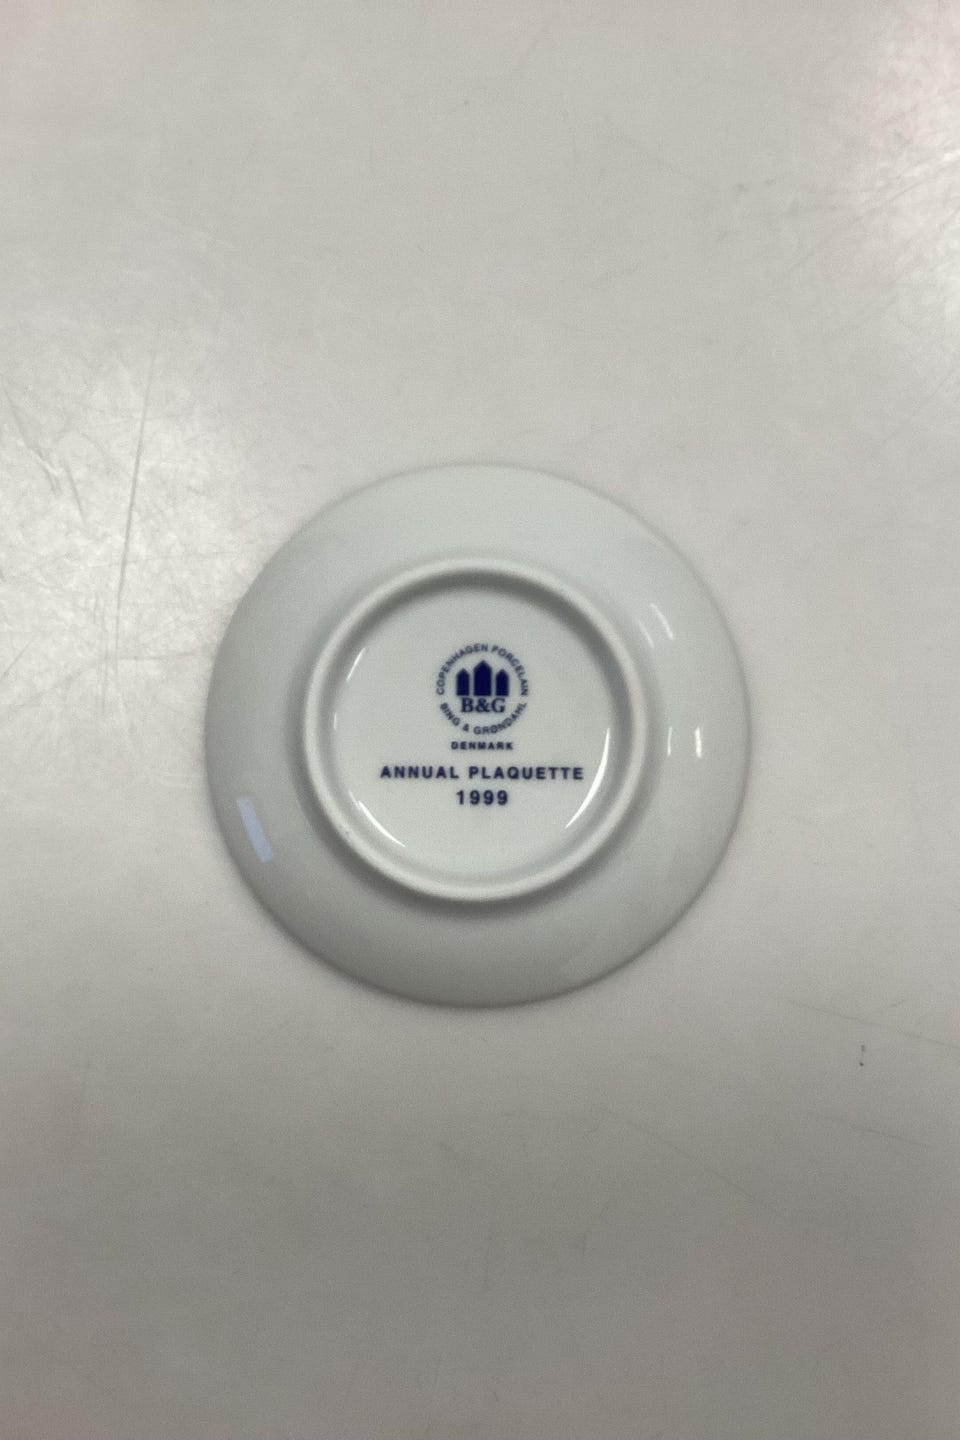 COPENHAGEN PORCELAIN
B&G
BING & GRØNDAHL
DENMARK
ANNUAL PLAQUETTE
1999